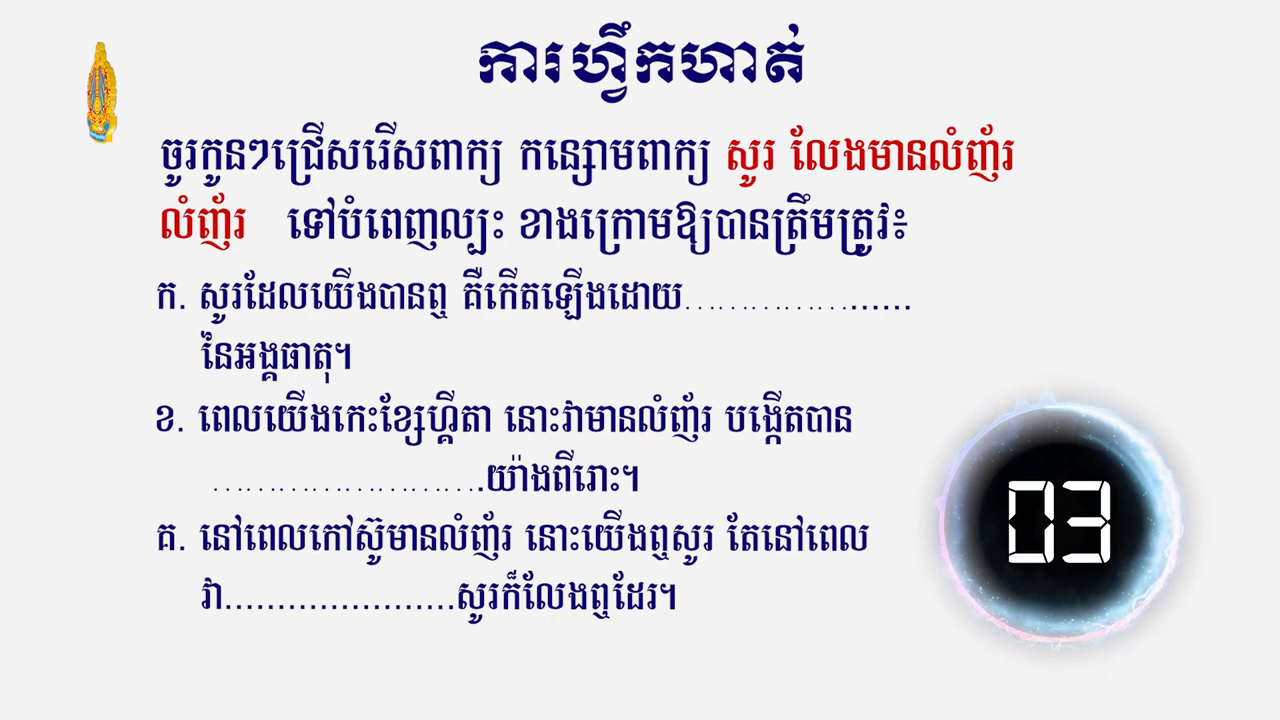 ការហ្វឹកហាត់
ចូរកូនៗជ្រើសរើសពាក្យ កន្សោមពាក្យ សូរ លែងមានលំញ័រ
លំញ័រ ទៅបំពេញល្បះ ខាងក្រោមឱ្យបានត្រឹមត្រូវ៖
ក. សូរដែលយើងបានឮ គឺកើតឡើងដោយ………………......
នៃអង្គធាតុ។
ខ. ពេលយើងកេះខ្សែហ្គីតា នោះវាមានលំញ័រ បង្កើតបាន
…………………….យ៉ាងពីរោះ។
គ. នៅពេលកៅស៊ូមានលំញ័រ នោះយើងឮសូរ តែនៅពេល
វា......................សូរក៏លែងឮដែរ។
03